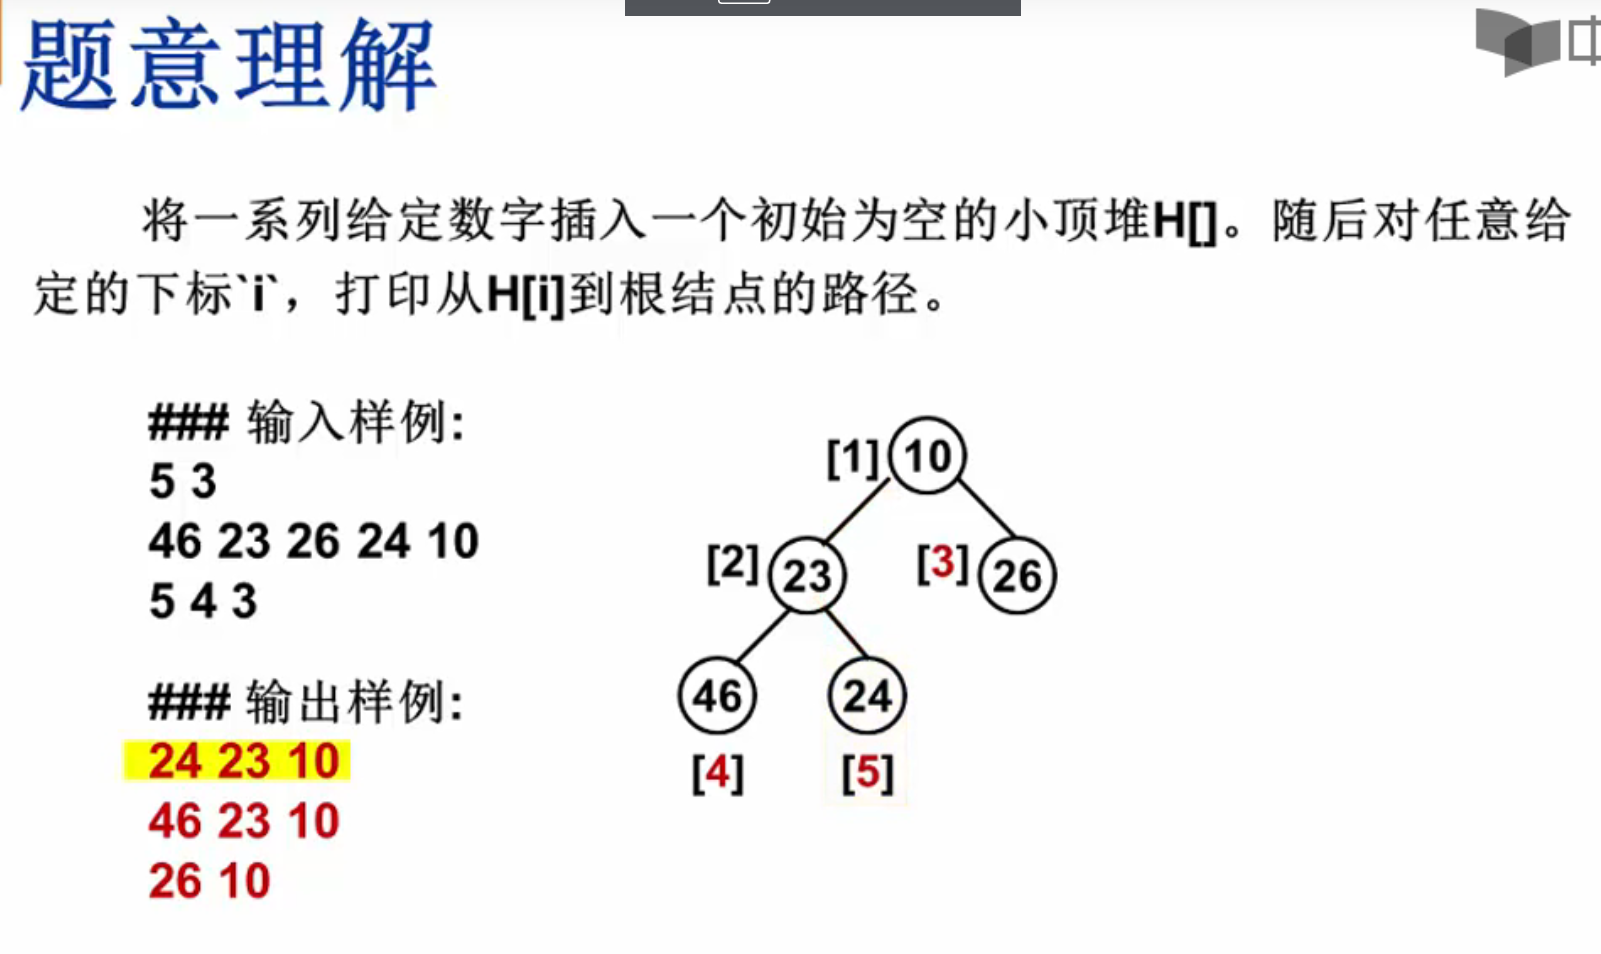 题意理解
将一系列给定数字插入一个初始为空的小顶堆H[]。随后对任意给
定的下标`i`，打印从H[i]到根结点的路径。
### 输入样例:
5 3
46 23 26 24 10
5 4 3
### 输出样例:
24 23 10
46 23 10
26 10
[1] 10
[2] 23 [3] 26
46 24
[4] [5]